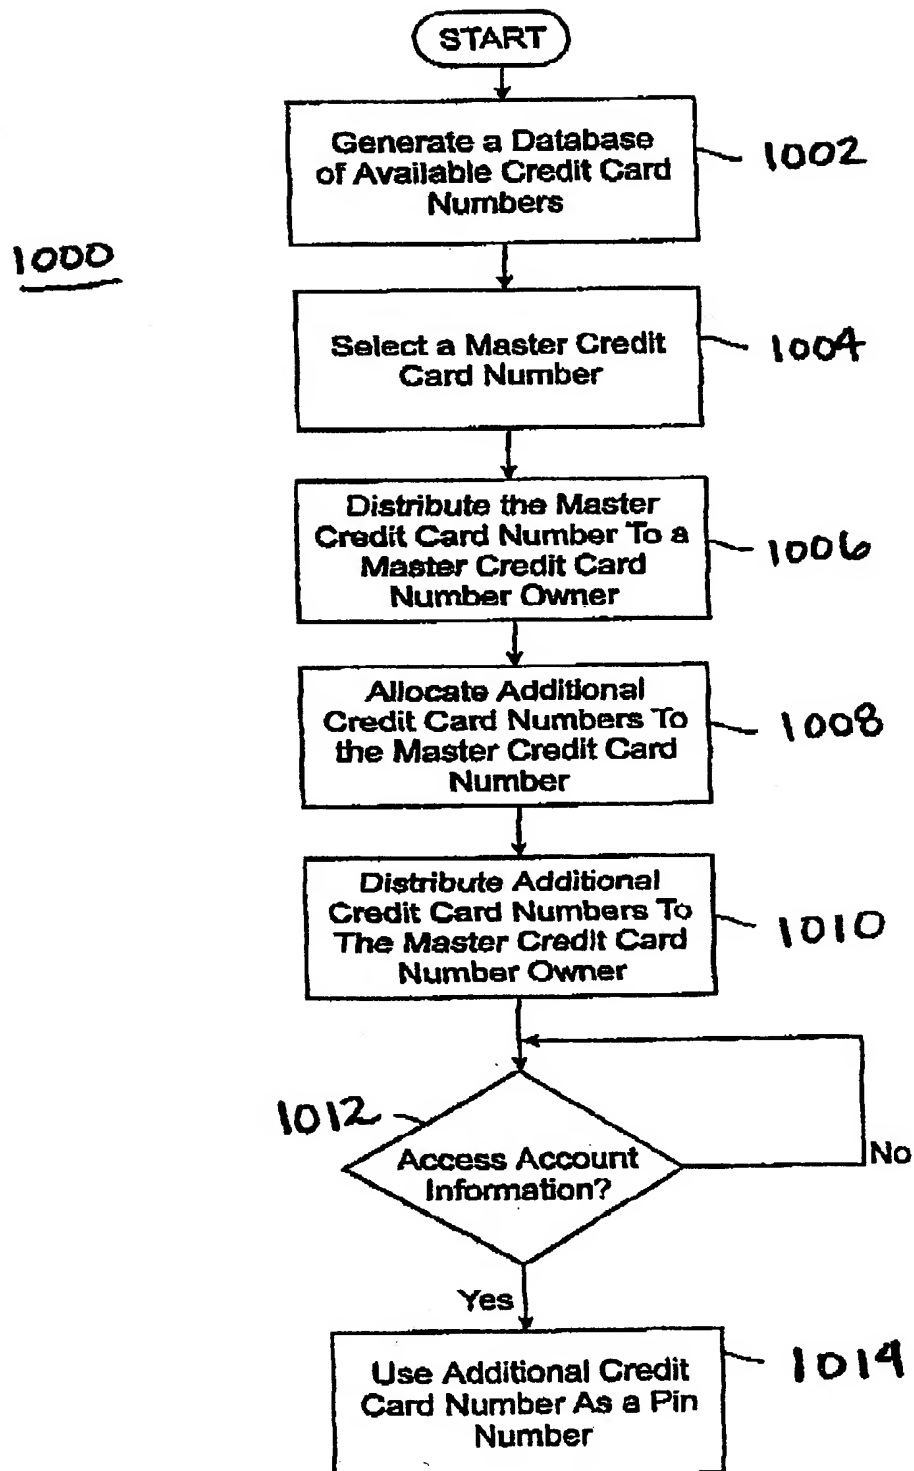 START
Generate a Database
of Available Credit Card
Numbers
1002
1000
Select a Master Credit
Card Number
1004
Distribute the Master
Credit Card Number To a
Master Credit Card
Number Owner
1006
Allocate Additional
Credit Card Numbers To
the Master Credit Card
Number
1008
Distribute Additional
Credit Card Numbers To
The Master Credit Card
Number Owner
1010
1012
Access Account
Information?
No
Yes
Use Additional Credit
Card Number As a Pin
Number
1014